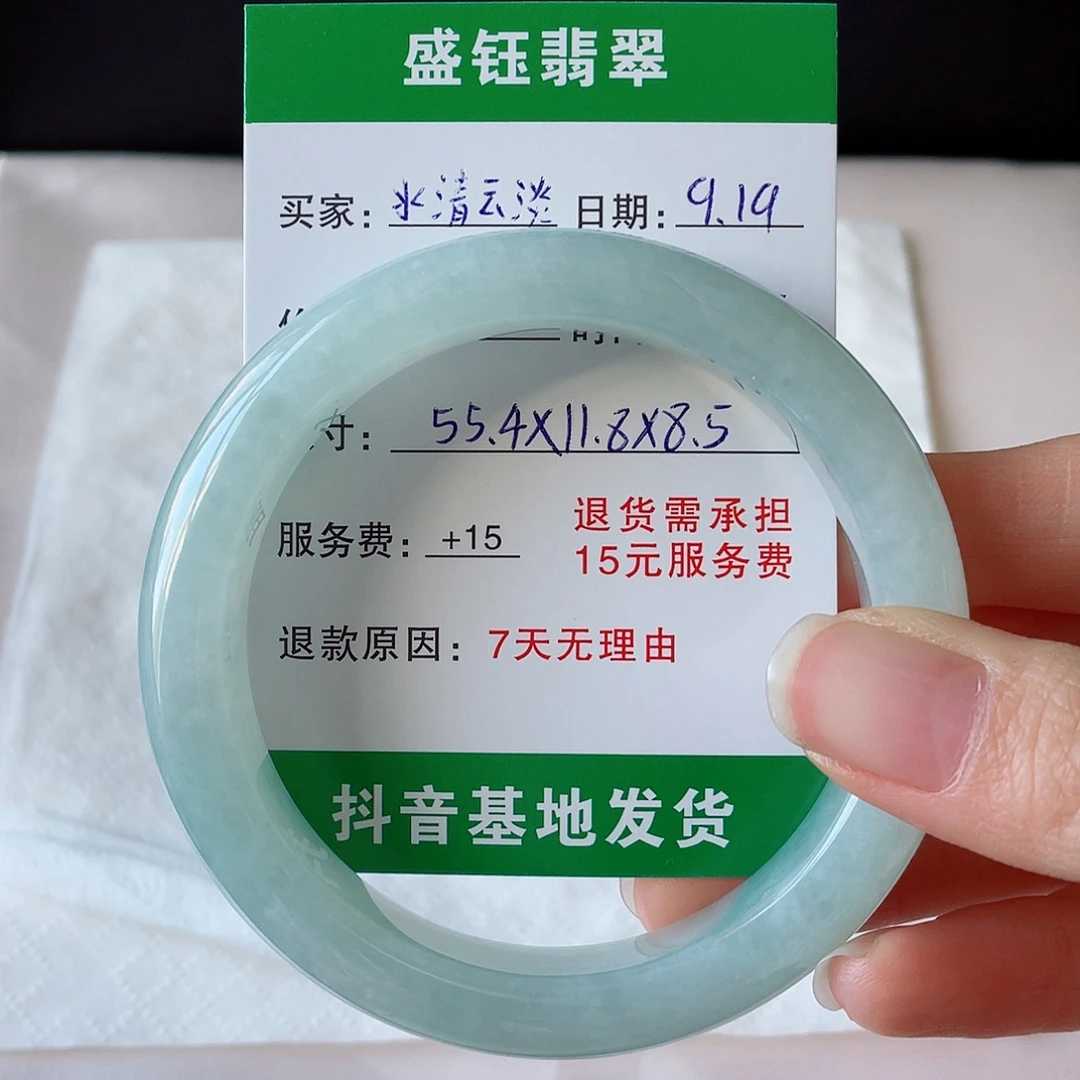 盛钰翡翠
买家: 水清云淡 日期: 9.19
寸: 55.4X11.8X8.5
服务费: +15
退货需承担
15元服务费
退款原因: 7天无理由
抖音基地发货